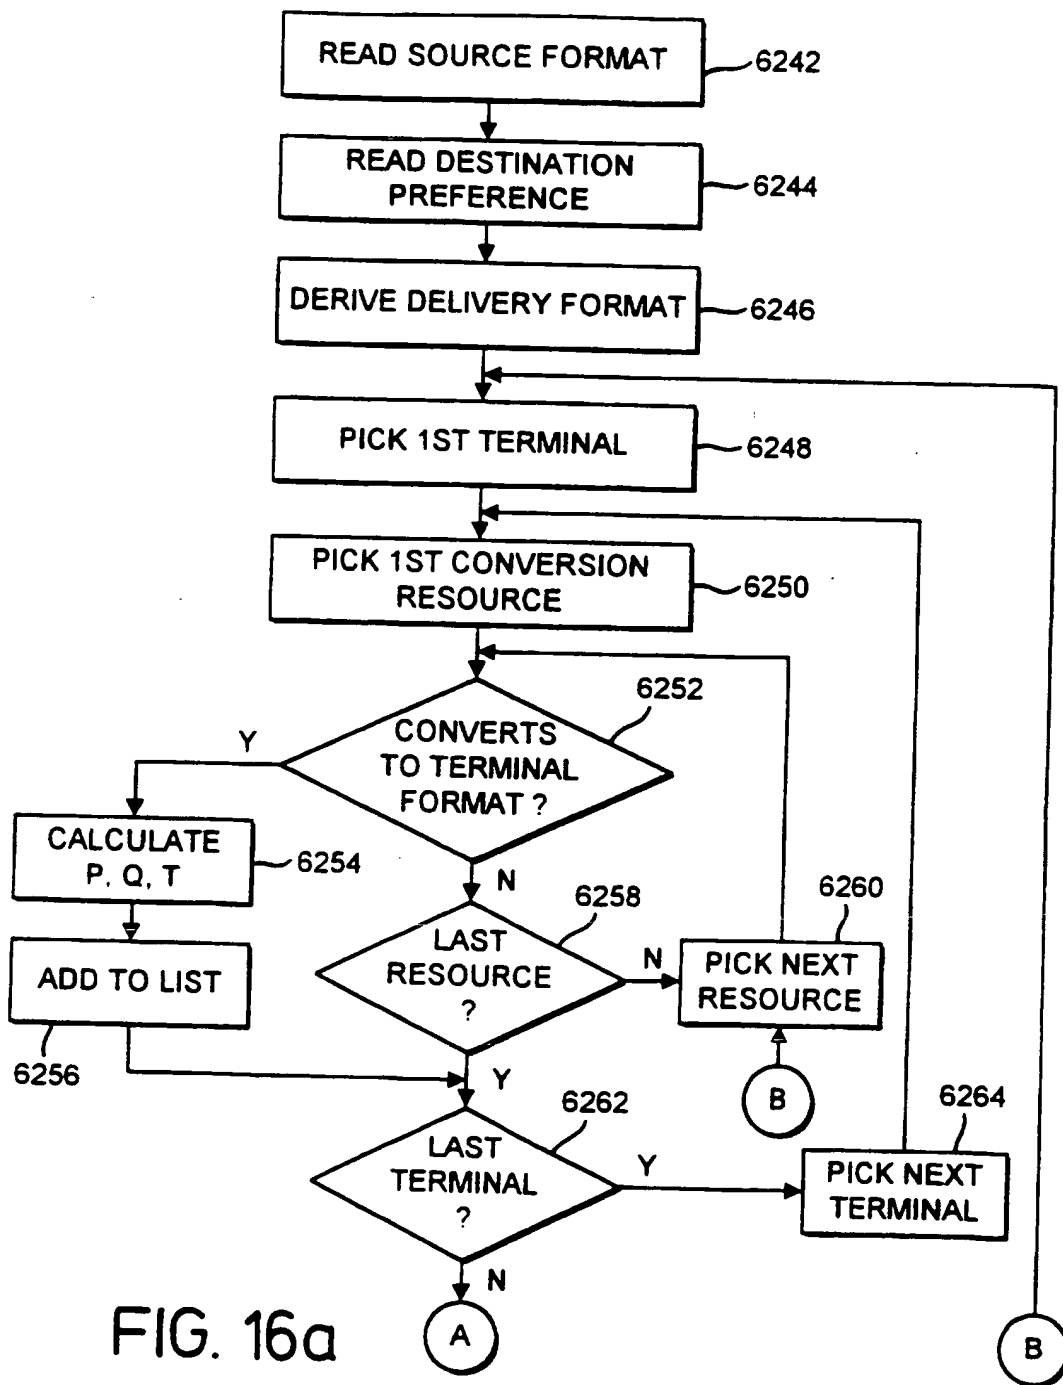 READ SOURCE FORMAT
6242
READ DESTINATION
PREFERENCE
6244
DERIVE DELIVERY FORMAT
6246
PICK 1ST TERMINAL
6248
PICK 1ST CONVERSION
RESOURCE
6250
6252
CONVERTS
TO TERMINAL
FORMAT ?
Y
N
CALCULATE
P, Q, T
6254
ADD TO LIST
6256
6258
LAST
RESOURCE
?
N
Y
6260
PICK NEXT
RESOURCE
B
6262
LAST
TERMINAL
?
Y
N
6264
PICK NEXT
TERMINAL
A
B
FIG. 16a